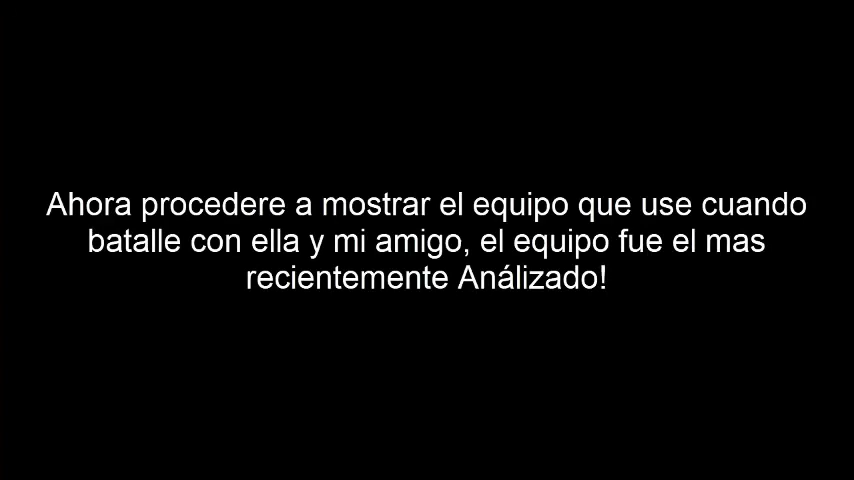 Ahora procedere a mostrar el equipo que use cuando
batalle con ella y mi amigo, el equipo fue el mas
recientemente Análizado!